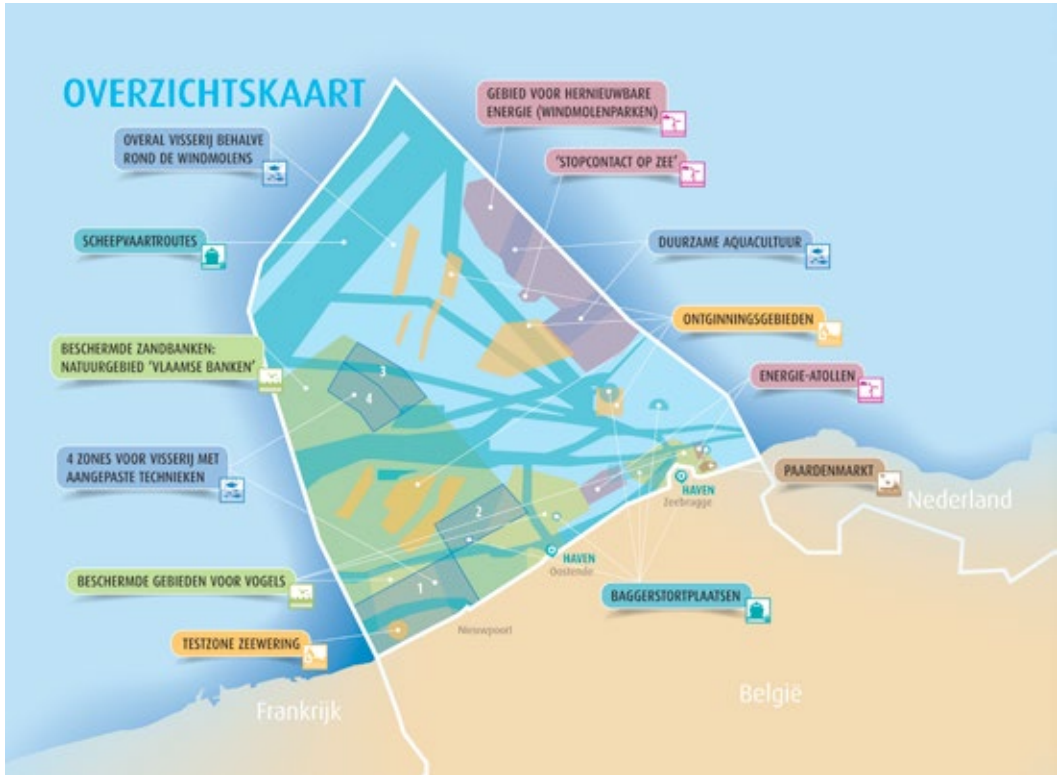 OVERZICHTSKAART
GEBIED VOOR HERNIEUWBARE
ENERGIE (WINDMOLENPARKEN)
OVERAL VISSERIJ BEHALVE
ROND DE WINDMOLENS
'STOPCONTACT OP ZEE'
SCHEEPVAARTROUTES
DUURZAME AQUACULTUUR
ONTGINNINGSGEBIEDEN
BESCHERMDE ZANDBANKEN:
NATUURGEBIED 'VLAAMSE BANKEN'
3
4
ENERGIE-ATOLLEN
4 ZONES VOOR VISSERIJ MET
AANGEPASTE TECHNIEKEN
PAARDENMARKT
HAVEN
Zeebrugge
Nederland
2
HAVEN
Oostende
BESCHERMDE GEBIEDEN VOOR VOGELS
1
BAGGERSTORTPLAATSEN
Nieuwpoort
TESTZONE ZEEWERING
België
Frankrijk